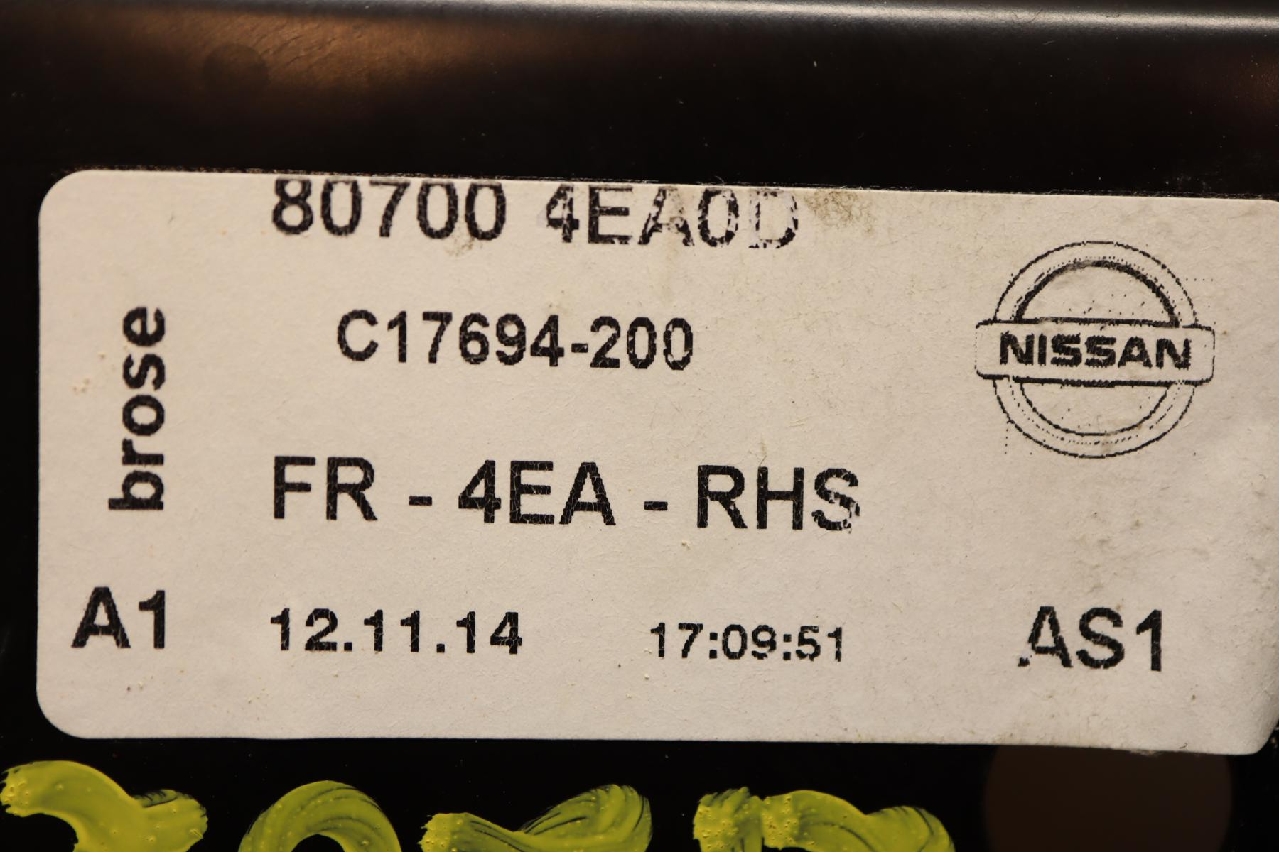 80700 4EA0D
C17694-200
NISSAN
brose
FR - 4EA - RHS
A1 12.11.14 17:09:51 AS1